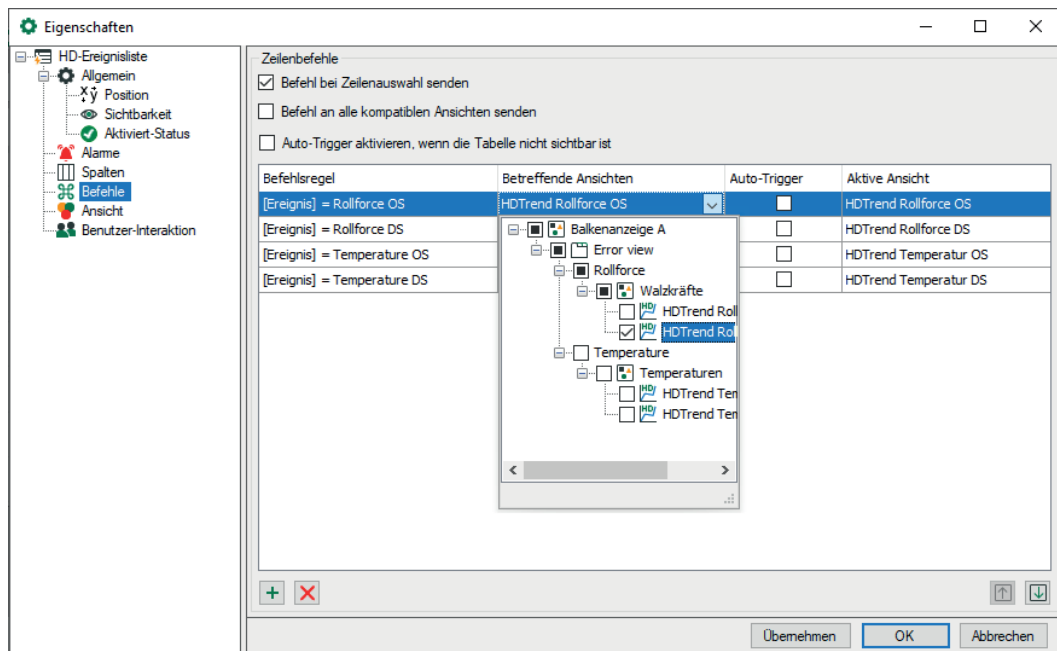 Eigenschaften
HD-Ereignisliste
Allgemein
Position
Sichtbarkeit
Aktiviert-Status
Alarme
Spalten
Befehle
Ansicht
Benutzer-Interaktion
Zeilenbefehle
Befehl bei Zeilenauswahl senden
Befehl an alle kompatiblen Ansichten senden
Auto-Trigger aktivieren, wenn die Tabelle nicht sichtbar ist
Befehlsregel Betreffende Ansichten Auto-Trigger Aktive Ansicht
[Ereignis] = Rollforce OS HDTrend Rollforce OS HDTrend Rollforce OS
[Ereignis] = Rollforce DS HDTrend Rollforce DS
[Ereignis] = Temperature OS HDTrend Temperatur OS
[Ereignis] = Temperature DS HDTrend Temperatur DS
Balkenanzeige A
Error view
Rollforce
Walzkräfte
HDTrend Roll
HDTrend Rol
Temperature
Temperaturen
HDTrend Ten
HDTrend Ten
Übernehmen OK Abbrechen